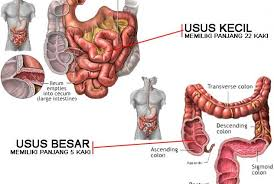 USUS KECIL
MEMILIKI PANJANG 22 KAKI
Ileum
empties
into cecum
(large intestines)
Transverse colon
USUS BESAR
MEMILIKI PANJANG 5 KAKI
Ascending
colon
Descending
colon
Sigmoid
colon